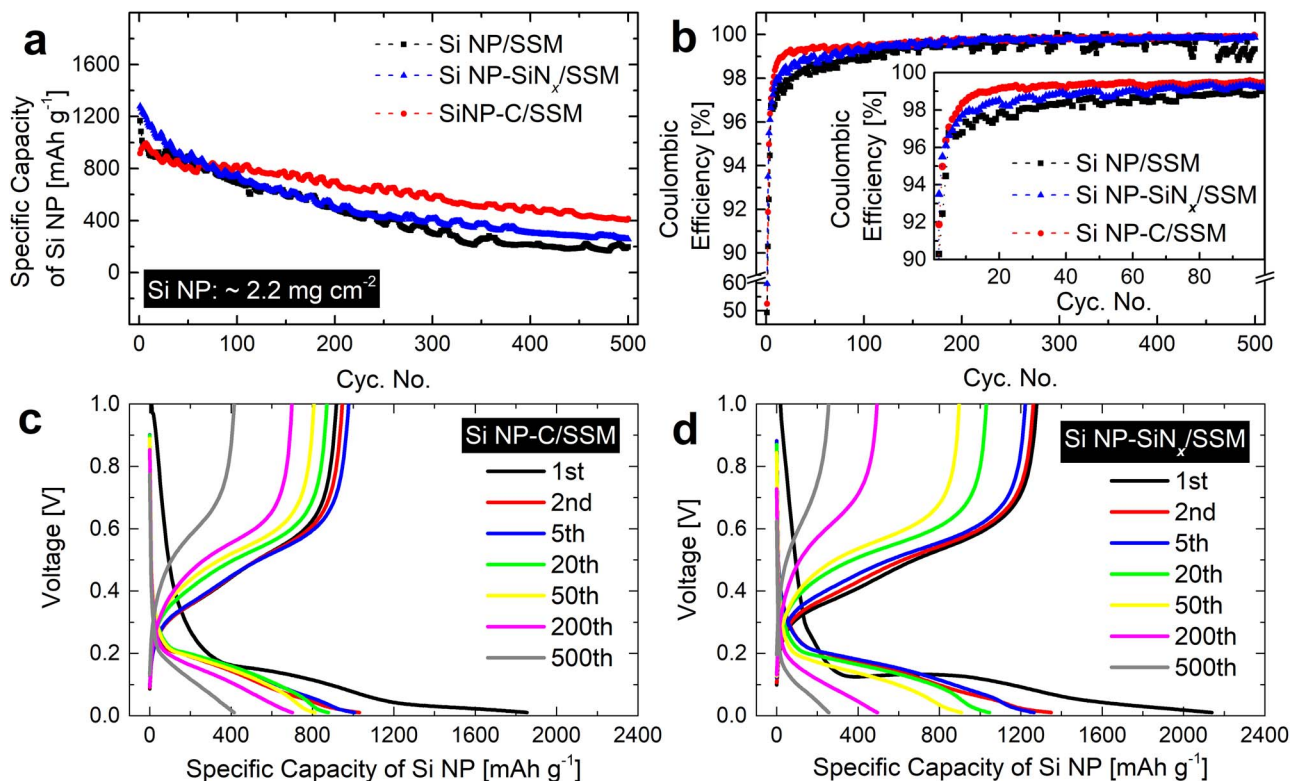 a
Specific Capacity
of Si NP [mAh g⁻¹]
1600
1200
800
400
0
Si NP/SSM
Si NP-SiNₓ/SSM
SiNP-C/SSM
Si NP: ~ 2.2 mg cm⁻²
0 100 200 300 400 500
Cyc. No.
b
Coulombic
Efficiency [%]
100
98
96
94
92
90
60
50
Coulombic
Efficiency [%]
100
98
96
94
92
90
Si NP/SSM
Si NP-SiNₓ/SSM
Si NP-C/SSM
20 40 60 80
Cyc. No.
0 100 200 300 400 500
Cyc. No.
c
Voltage [V]
1.0
0.8
0.6
0.4
0.2
0.0
Si NP-C/SSM
1st
2nd
5th
20th
50th
200th
500th
0 400 800 1200 1600 2000 2400
Specific Capacity of Si NP [mAh g⁻¹]
d
Voltage [V]
1.0
0.8
0.6
0.4
0.2
0.0
Si NP-SiNₓ/SSM
1st
2nd
5th
20th
50th
200th
500th
0 400 800 1200 1600 2000 2400
Specific Capacity of Si NP [mAh g⁻¹]